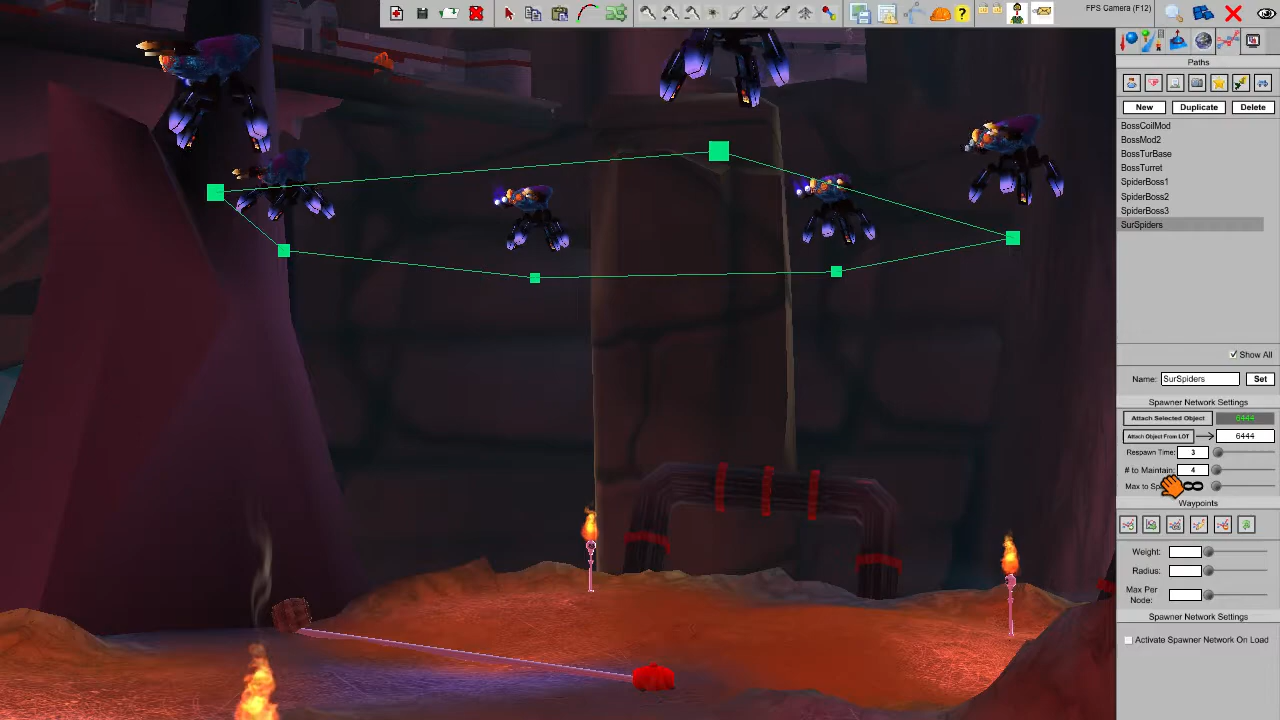 FPS Camera (F12)
Paths
New Duplicate Delete
BossCoilMod
BossMod2
BossTurBase
BossTurret
SpiderBoss1
SpiderBoss2
SpiderBoss3
SurSpiders
Show All
Name: SurSpiders Set
Spawner Network Settings
Attach Selected Object 6444
Attach Object From LOT 6444
Respawn Time: 3
# to Maintain: 4
Max to
Waypoints
Weight:
Radius:
Max Per
Node:
Spawner Network Settings
Activate Spawner Network On Load